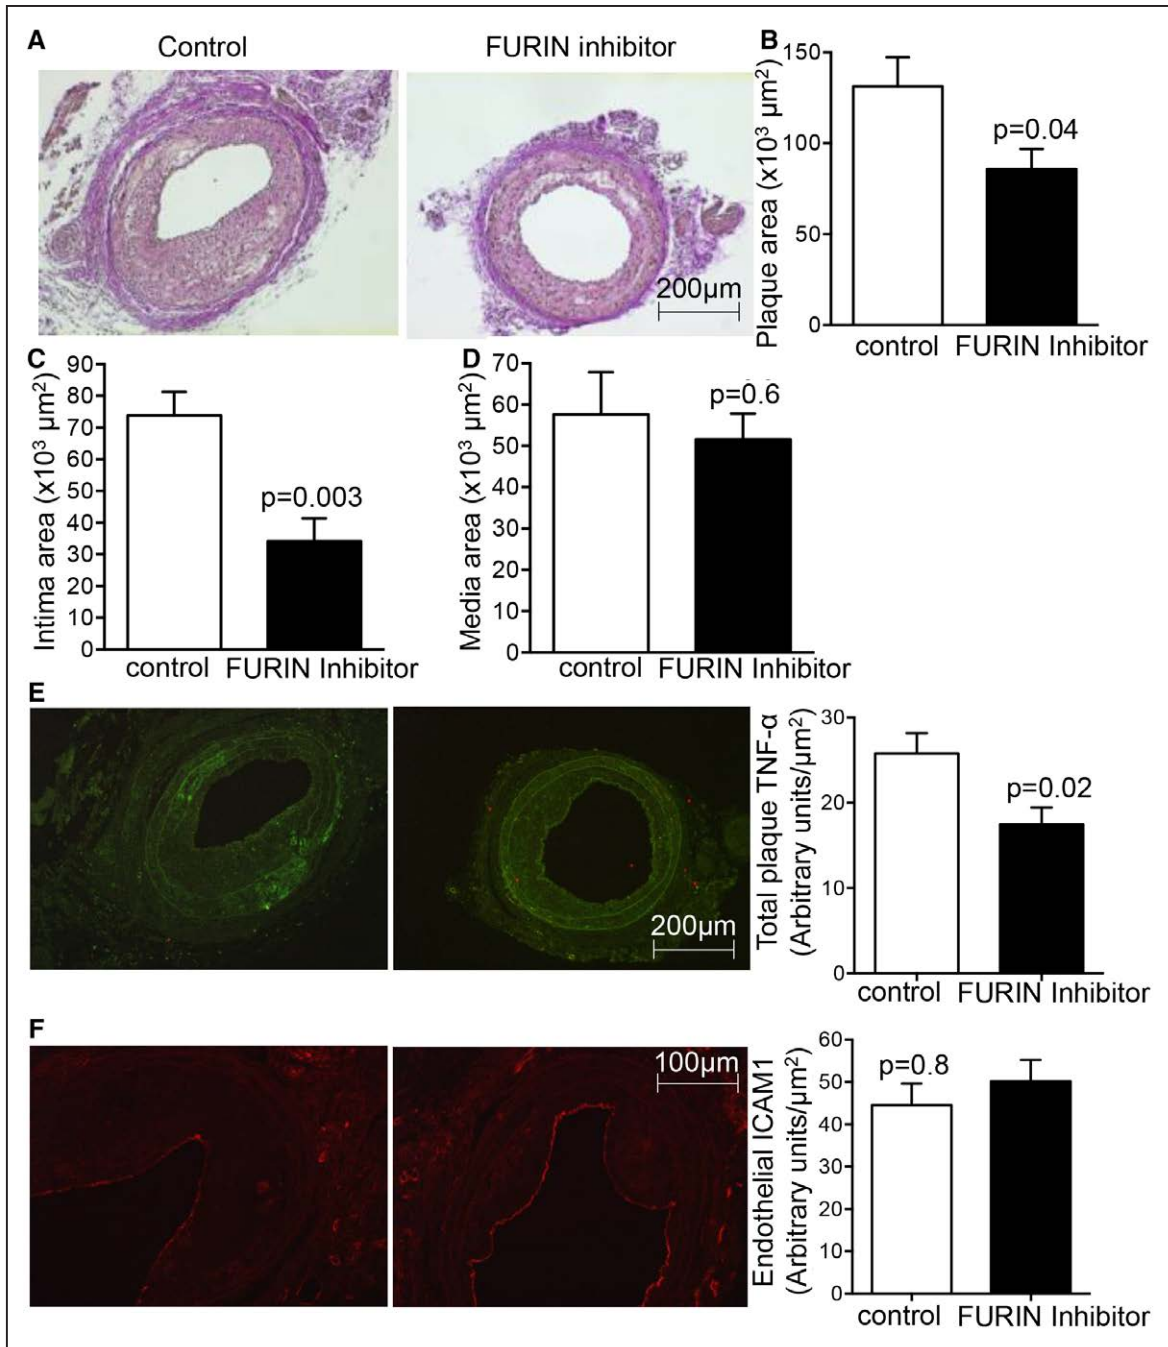 A
Control
FURIN inhibitor
200µm
B
Plaque area (x10³ µm²)
150
100
50
0
p=0.04
control
FURIN Inhibitor
C
Intima area (x10³ µm²)
90
80
70
60
50
40
30
20
10
0
p=0.003
control
FURIN Inhibitor
D
Media area (x10³ µm²)
70
60
50
40
30
20
10
0
p=0.6
control
FURIN Inhibitor
E
200µm
Total plaque TNF-α
(Arbitrary units/µm²)
30
20
10
0
p=0.02
control
FURIN Inhibitor
F
100µm
Endothelial ICAM1
(Arbitrary units/µm²)
60
50
40
30
20
10
0
p=0.8
control
FURIN Inhibitor